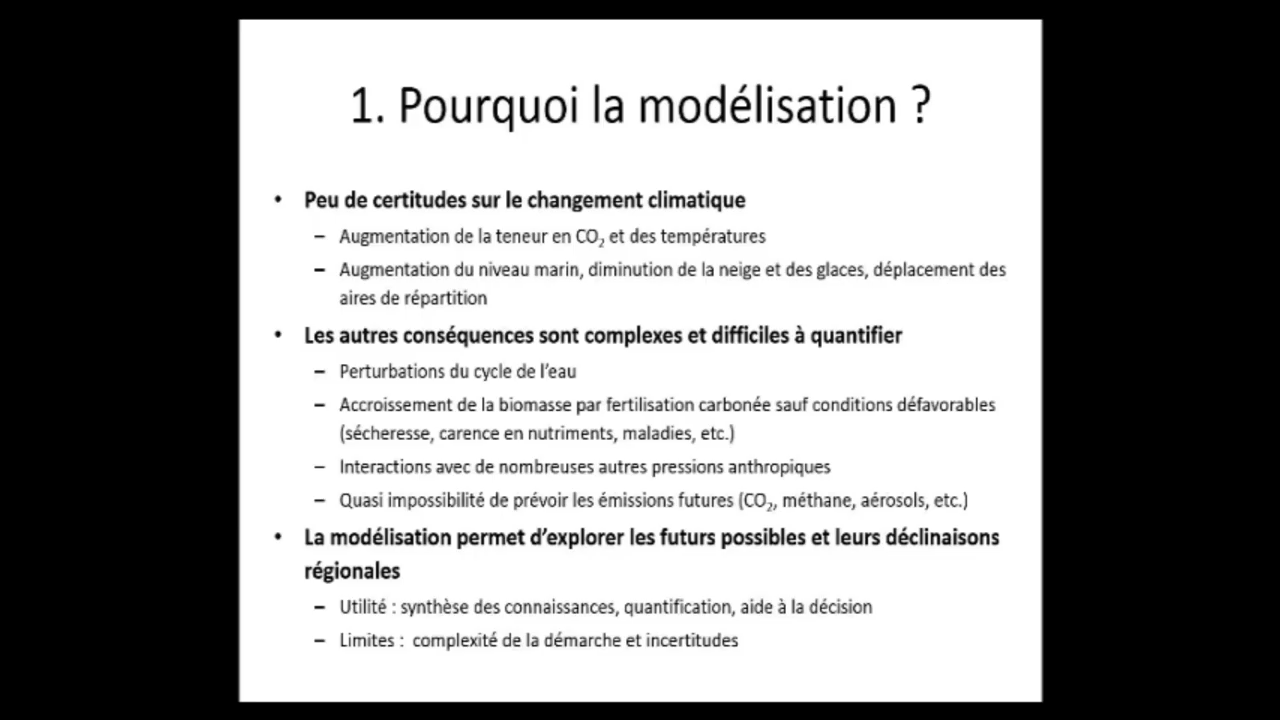 1. Pourquoi la modélisation ?
• Peu de certitudes sur le changement climatique
– Augmentation de la teneur en CO₂ et des températures
– Augmentation du niveau marin, diminution de la neige et des glaces, déplacement des
aires de répartition
• Les autres conséquences sont complexes et difficiles à quantifier
– Perturbations du cycle de l'eau
– Accroissement de la biomasse par fertilisation carbonée sauf conditions défavorables
(sécheresse, carence en nutriments, maladies, etc.)
– Interactions avec de nombreuses autres pressions anthropiques
– Quasi impossibilité de prévoir les émissions futures (CO₂, méthane, aérosols, etc.)
• La modélisation permet d'explorer les futurs possibles et leurs déclinaisons
régionales
– Utilité : synthèse des connaissances, quantification, aide à la décision
– Limites : complexité de la démarche et incertitudes